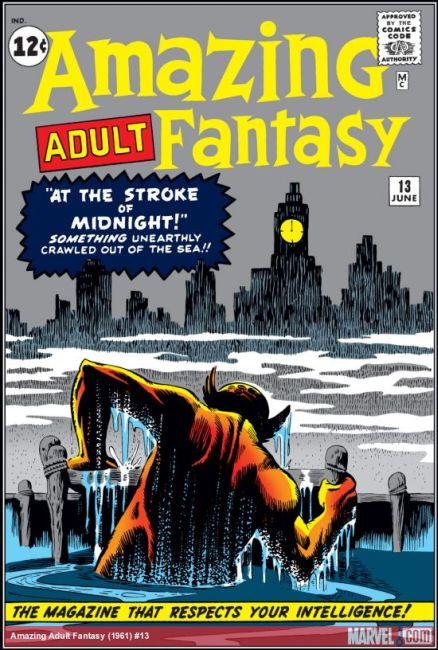 IND.
12¢
APPROVED
BY THE
COMICS
CODE
AUTHORITY
Amazing
ADULT Fantasy
M
C
13
JUNE
"AT THE STROKE
OF
MIDNIGHT!"
SOMETHING UNEARTHLY
CRAWLED OUT OF THE SEA!!
THE MAGAZINE THAT RESPECTS YOUR INTELLIGENCE!
Amazing Adult Fantasy (1961) #13
MARVEL.com